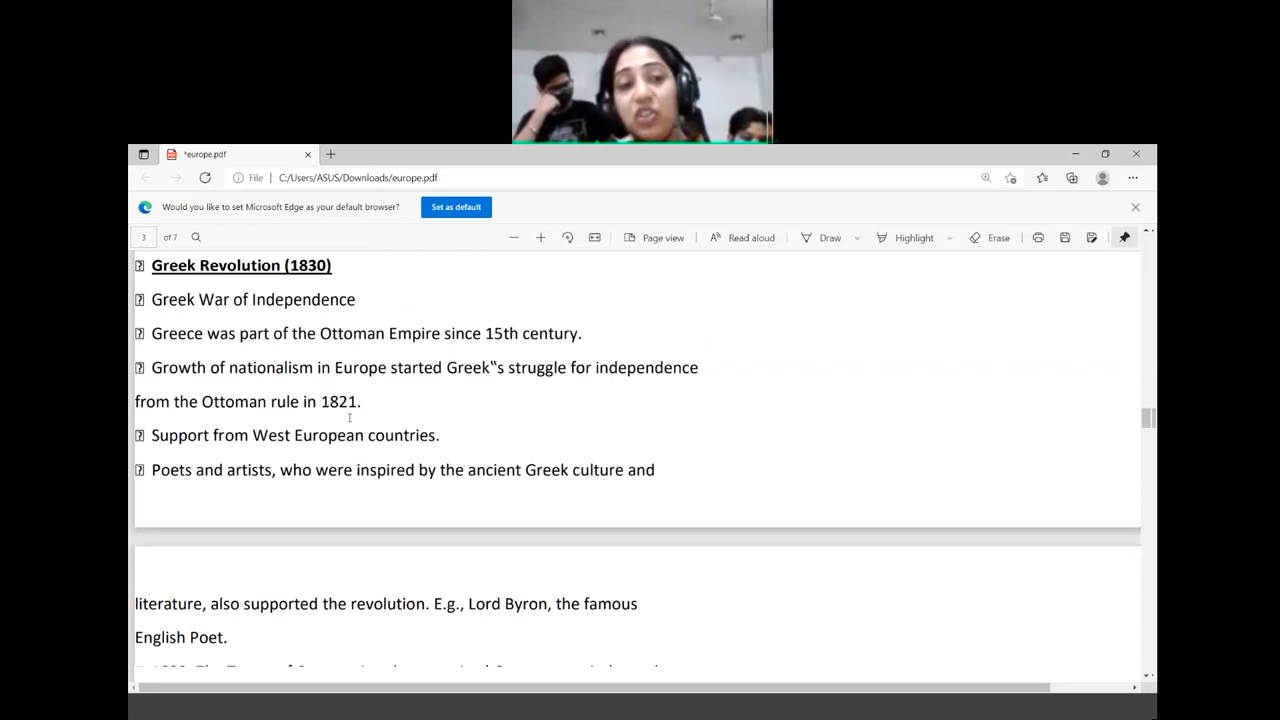 *europe.pdf
File C:/Users/ASUS/Downloads/europe.pdf
Would you like to set Microsoft Edge as your default browser? Set as default
3 of 7 Page view Read aloud Draw Highlight Erase
Greek Revolution (1830)
Greek War of Independence
Greece was part of the Ottoman Empire since 15th century.
Growth of nationalism in Europe started Greek‟s struggle for independence
from the Ottoman rule in 1821.
Support from West European countries.
Poets and artists, who were inspired by the ancient Greek culture and
literature, also supported the revolution. E.g., Lord Byron, the famous
English Poet.